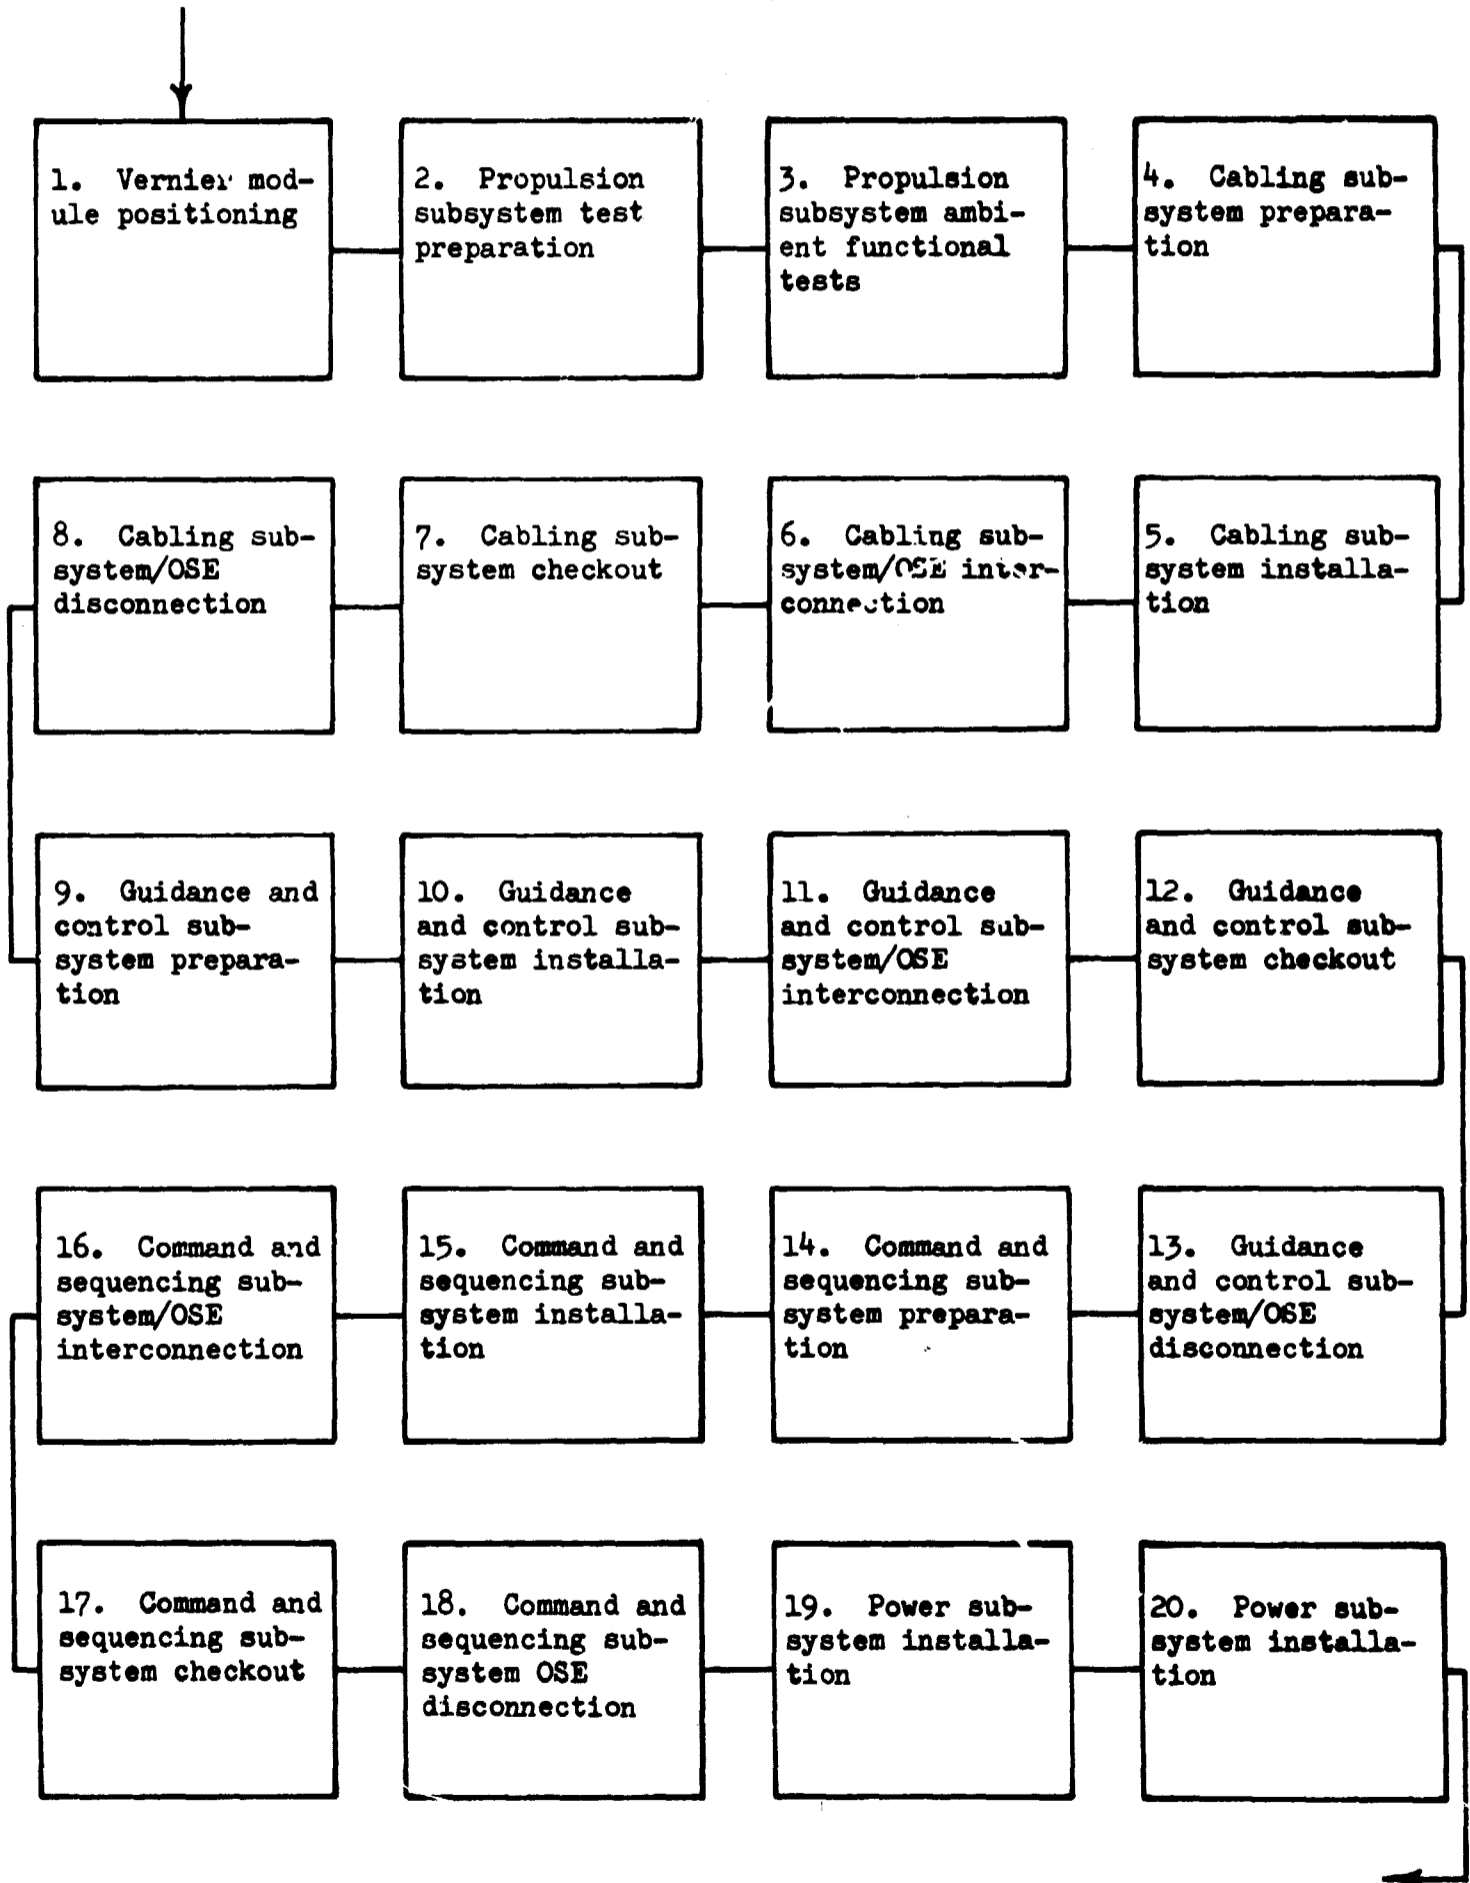 1. Vernier mod-
ule positioning
2. Propulsion
subsystem test
preparation
3. Propulsion
subsystem ambi-
ent functional
tests
4. Cabling sub-
system prepara-
tion
5. Cabling sub-
system installa-
tion
6. Cabling sub-
system/OSE inter-
connection
7. Cabling sub-
system checkout
8. Cabling sub-
system/OSE
disconnection
9. Guidance and
control sub-
system prepara-
tion
10. Guidance
and control sub-
system installa-
tion
11. Guidance
and control sub-
system/OSE
interconnection
12. Guidance
and control sub-
system checkout
13. Guidance
and control sub-
system/OSE
disconnection
14. Command and
sequencing sub-
system prepara-
tion
15. Command and
sequencing sub-
system installa-
tion
16. Command and
sequencing sub-
system/OSE
interconnection
17. Command and
sequencing sub-
system checkout
18. Command and
sequencing sub-
system OSE
disconnection
19. Power sub-
system installa-
tion
20. Power sub-
system installa-
tion